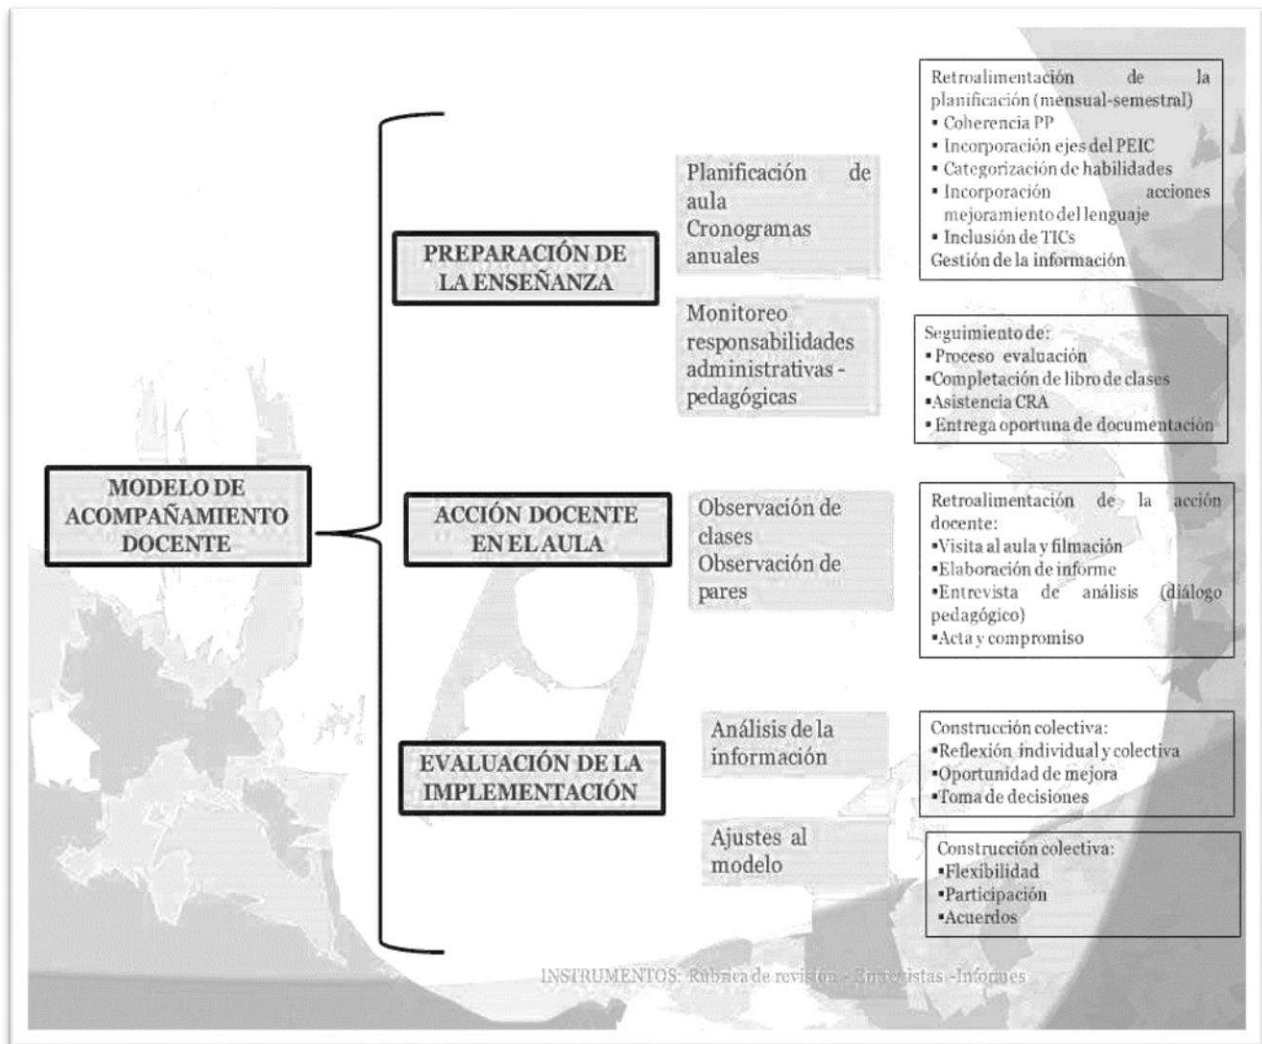 MODELO DE
ACOMPAÑAMIENTO
DOCENTE
PREPARACIÓN DE
LA ENSEÑANZA
Planificación de
aula
Cronogramas
anuales
Retroalimentación de la
planificación (mensual-semestral)
▪ Coherencia PP
▪ Incorporación ejes del PEIC
▪ Categorización de habilidades
▪ Incorporación acciones
mejoramiento del lenguaje
▪ Inclusión de TICs
Gestión de la información
Monitoreo
responsabilidades
administrativas -
pedagógicas
Seguimiento de:
▪Proceso evaluación
▪Completación de libro de clases
▪Asistencia CRA
▪Entrega oportuna de documentación
ACCIÓN DOCENTE
EN EL AULA
Observación de
clases
Observación de
pares
Retroalimentación de la acción
docente:
▪Visita al aula y filmación
▪Elaboración de informe
▪Entrevista de análisis (diálogo
pedagógico)
▪Acta y compromiso
EVALUACIÓN DE LA
IMPLEMENTACIÓN
Análisis de la
información
Construcción colectiva:
▪Reflexión individual y colectiva
▪Oportunidad de mejora
▪Toma de decisiones
Ajustes al
modelo
Construcción colectiva:
▪Flexibilidad
▪Participación
▪Acuerdos
INSTRUMENTOS: Rúbrica de revisión - Entrevistas -Informes